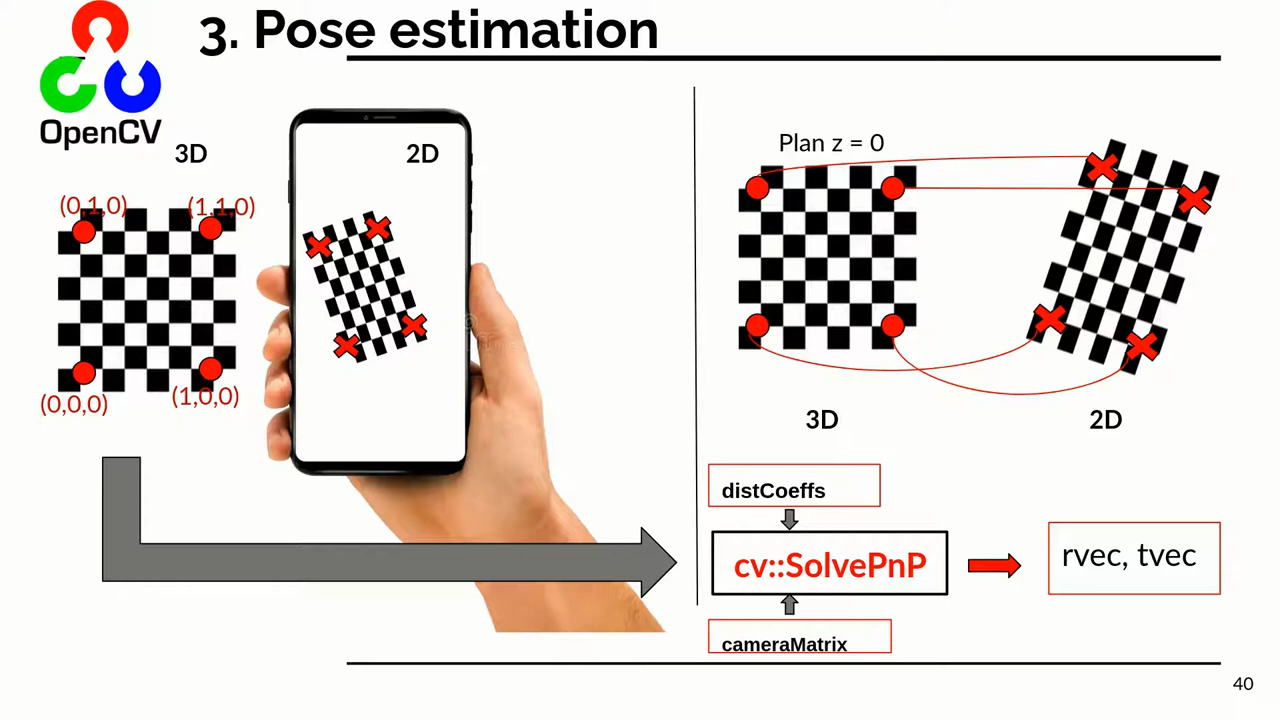 3. Pose estimation
OpenCV
3D
2D
(0,1,0)
(1,1,0)
(0,0,0)
(1,0,0)
Plan z = 0
3D
2D
distCoeffs
cv::SolvePnP
rvec, tvec
cameraMatrix
40